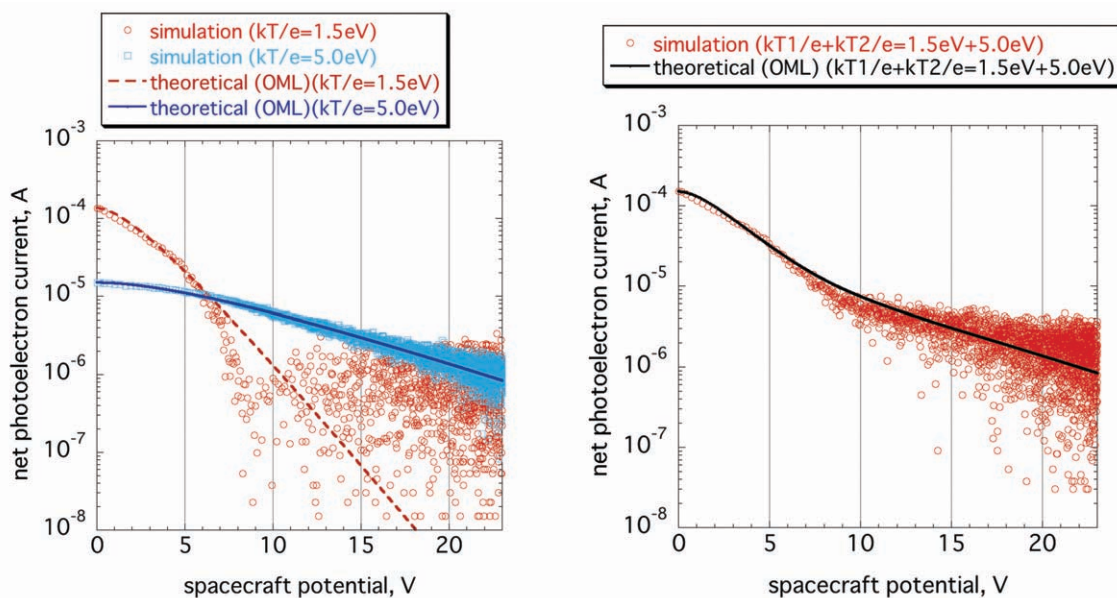 simulation (kT/e=1.5eV)
simulation (kT/e=5.0eV)
theoretical (OML)(kT/e=1.5eV)
theoretical (OML)(kT/e=5.0eV)
net photoelectron current, A
10⁻³
10⁻⁴
10⁻⁵
10⁻⁶
10⁻⁷
10⁻⁸
0
5
10
15
20
spacecraft potential, V
simulation (kT1/e+kT2/e=1.5eV+5.0eV)
theoretical (OML) (kT1/e+kT2/e=1.5eV+5.0eV)
net photoelectron current, A
10⁻³
10⁻⁴
10⁻⁵
10⁻⁶
10⁻⁷
10⁻⁸
0
5
10
15
20
spacecraft potential, V